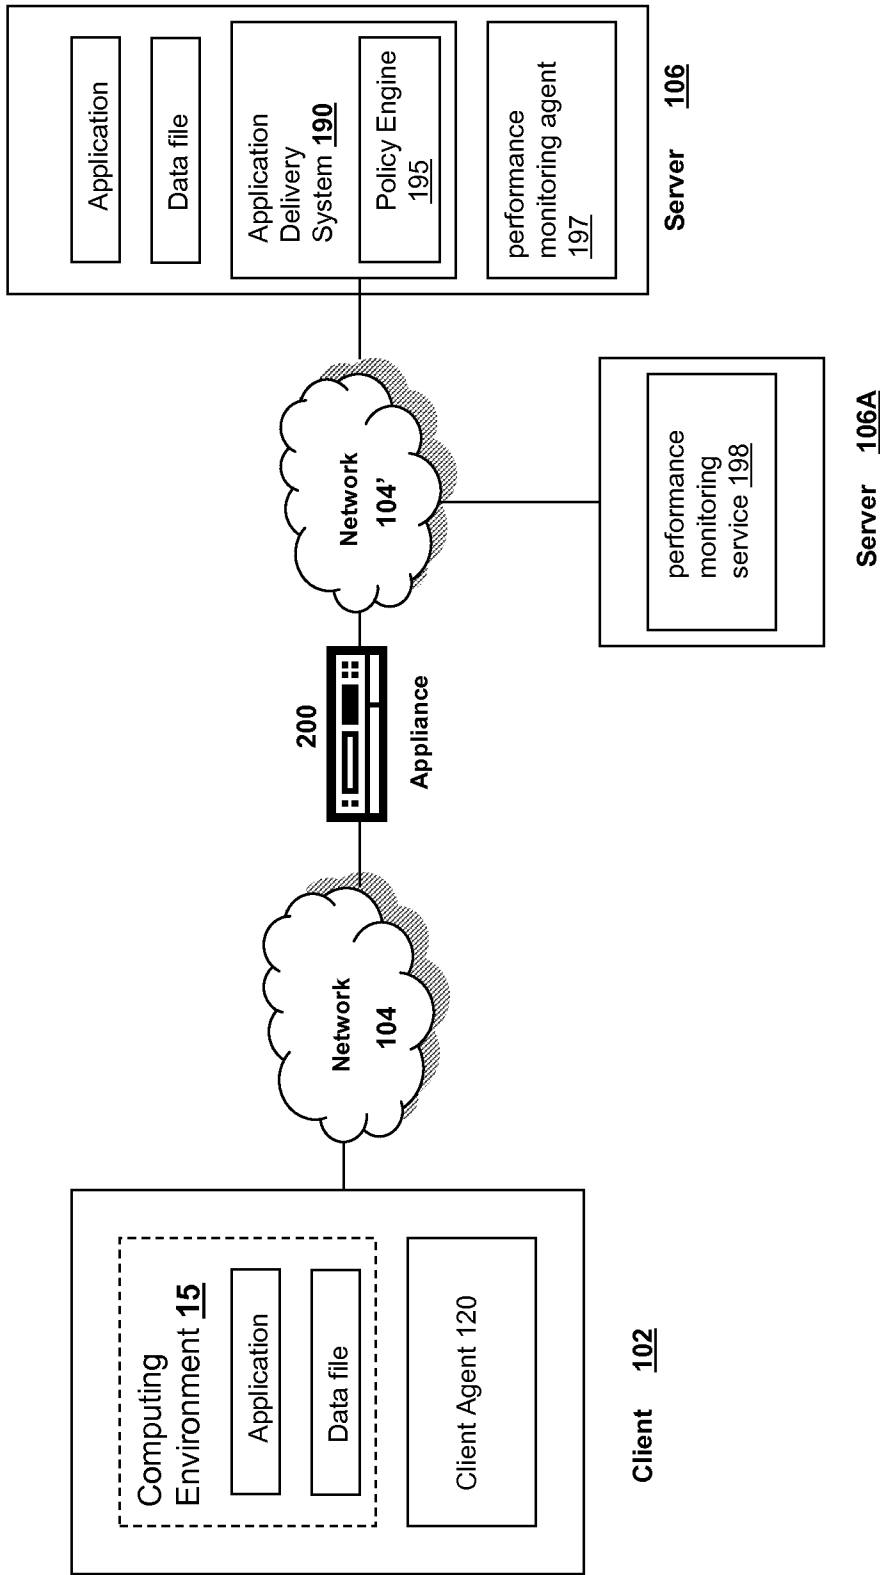 Computing
Environment 15
Application
Data file
Client Agent 120
Client 102
Network
104
200
Appliance
Network
104’
performance
monitoring
service 198
Server 106A
Application
Data file
Application
Delivery
System 190
Policy Engine
195
performance
monitoring agent
197
Server 106